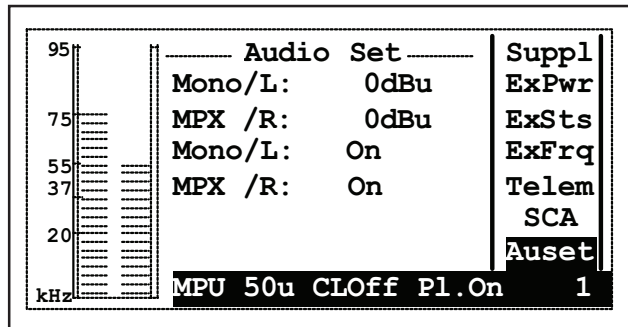 95
75
55
37
20
kHz
Audio Set
Mono/L: 0dBu
MPX /R: 0dBu
Mono/L: On
MPX /R: On
Suppl
ExPwr
ExSts
ExFrq
Telem
SCA
Auset
MPU 50u CLOff Pl.On 1